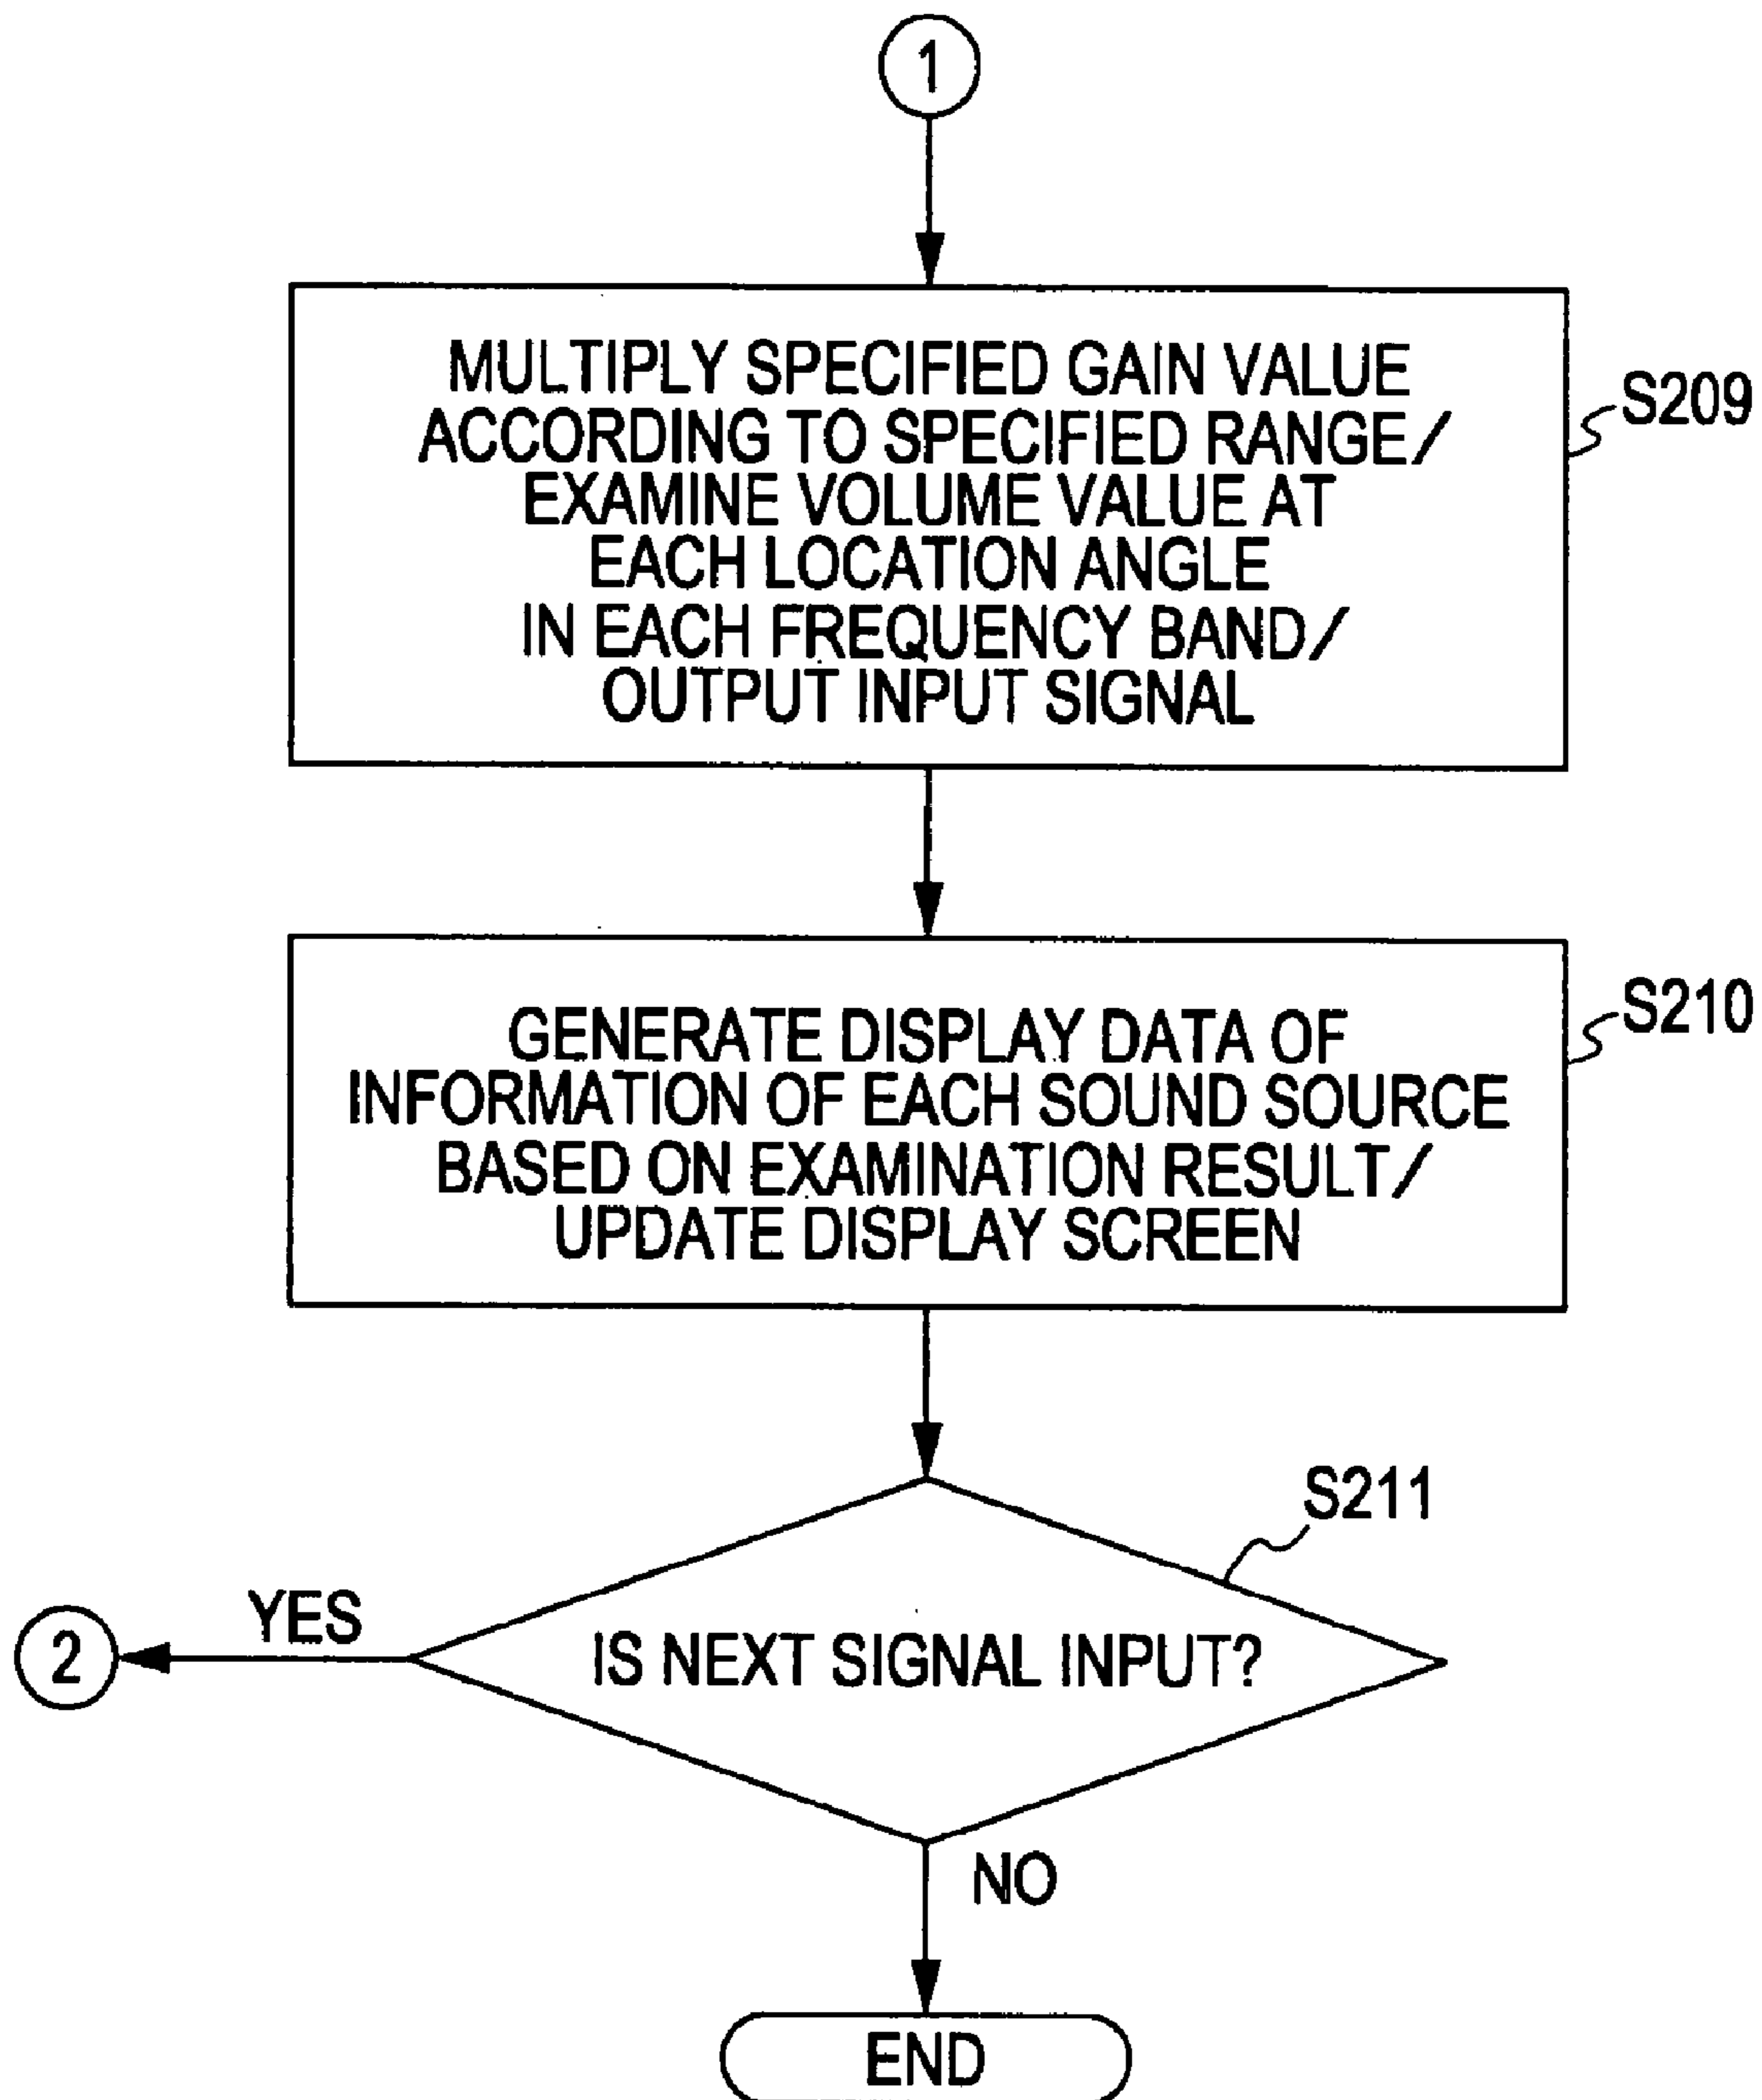 1
MULTIPLY SPECIFIED GAIN VALUE
ACCORDING TO SPECIFIED RANGE/
EXAMINE VOLUME VALUE AT
EACH LOCATION ANGLE
IN EACH FREQUENCY BAND/
OUTPUT INPUT SIGNAL
S209
GENERATE DISPLAY DATA OF
INFORMATION OF EACH SOUND SOURCE
BASED ON EXAMINATION RESULT/
UPDATE DISPLAY SCREEN
S210
S211
YES
2
IS NEXT SIGNAL INPUT?
NO
END